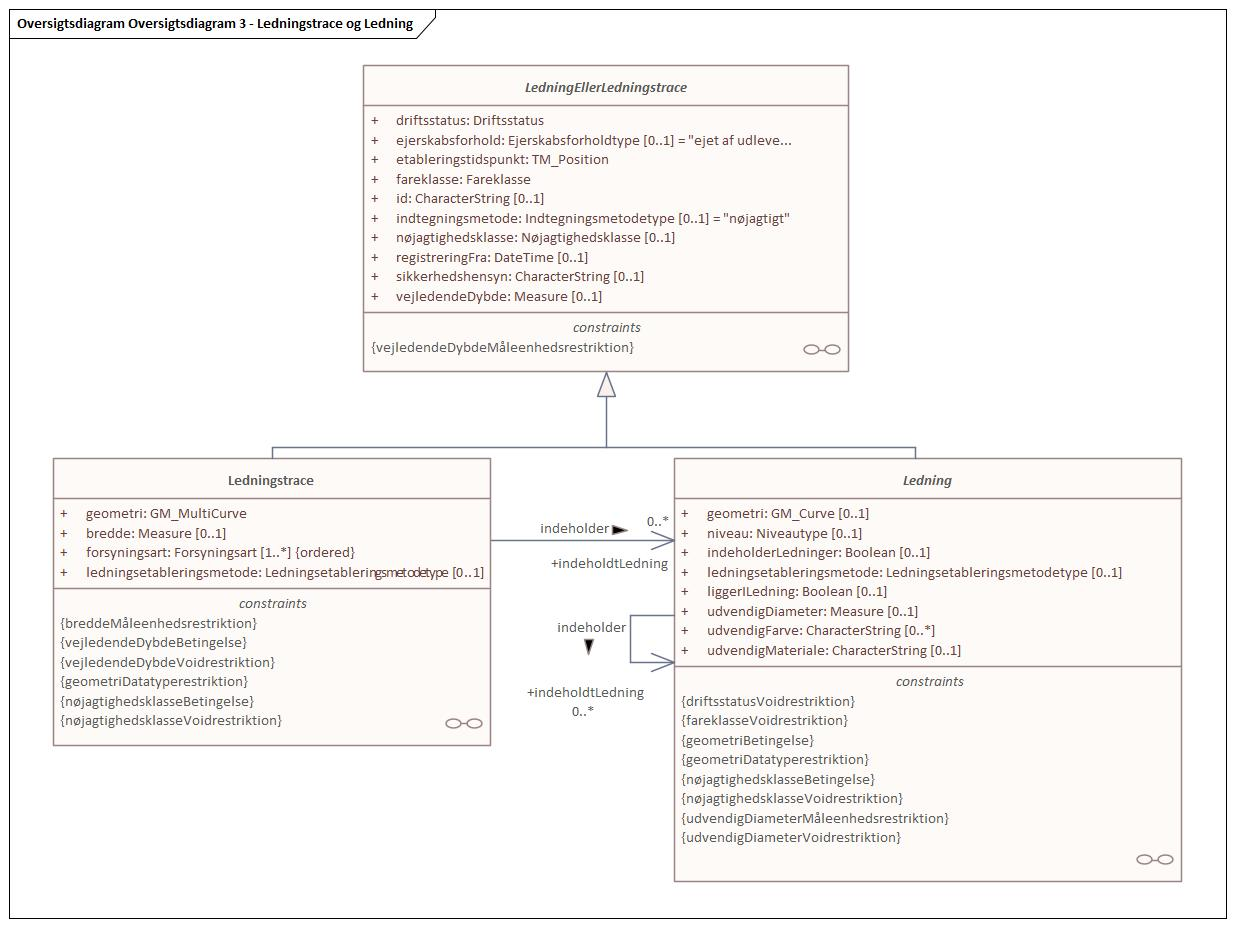 Oversigtsdiagram Oversigtsdiagram 3 - Ledningstrace og Ledning
LedningEllerLedningstrace
+ driftsstatus: Driftsstatus
+ ejerskabsforhold: Ejerskabsforholdtype [0..1] = "ejet af udleve...
+ etableringstidspunkt: TM_Position
+ fareklasse: Fareklasse
+ id: CharacterString [0..1]
+ indtegningsmetode: Indtegningsmetodetype [0..1] = "nøjagtigt"
+ nøjagtighedsklasse: Nøjagtighedsklasse [0..1]
+ registreringFra: DateTime [0..1]
+ sikkerhedshensyn: CharacterString [0..1]
+ vejledendeDybde: Measure [0..1]
constraints
{vejledendeDybdeMåleenhedsrestriktion}
Ledningstrace
+ geometri: GM_MultiCurve
+ bredde: Measure [0..1]
+ forsyningsart: Forsyningsart [1..*] {ordered}
+ ledningsetableringsmetode: Ledningsetableringsmetodetype [0..1]
constraints
{breddeMåleenhedsrestriktion}
{vejledendeDybdeBetingelse}
{vejledendeDybdeVoidrestriktion}
{geometriDatatyperestriktion}
{nøjagtighedsklasseBetingelse}
{nøjagtighedsklasseVoidrestriktion}
indeholder
0..*
+indeholdtLedning
indeholder
+indeholdtLedning
0..*
Ledning
+ geometri: GM_Curve [0..1]
+ niveau: Niveautype [0..1]
+ indeholderLedninger: Boolean [0..1]
+ ledningsetableringsmetode: Ledningsetableringsmetodetype [0..1]
+ liggerILedning: Boolean [0..1]
+ udvendigDiameter: Measure [0..1]
+ udvendigFarve: CharacterString [0..*]
+ udvendigMateriale: CharacterString [0..1]
constraints
{driftsstatusVoidrestriktion}
{fareklasseVoidrestriktion}
{geometriBetingelse}
{geometriDatatyperestriktion}
{nøjagtighedsklasseBetingelse}
{nøjagtighedsklasseVoidrestriktion}
{udvendigDiameterMåleenhedsrestriktion}
{udvendigDiameterVoidrestriktion}